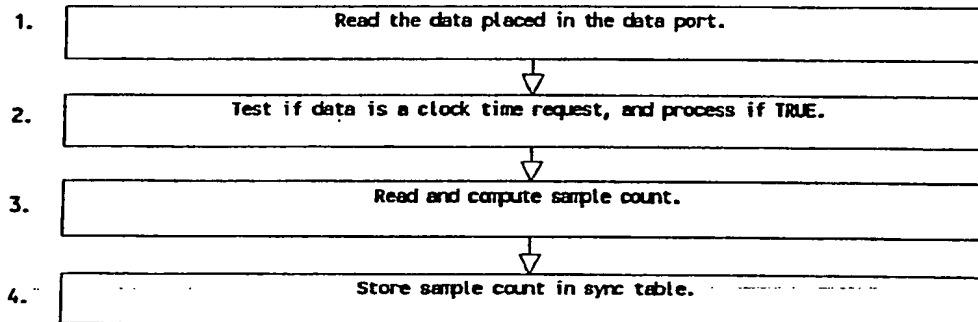 1. Read the data placed in the data port.
2. Test if data is a clock time request, and process if TRUE.
3. Read and compute sample count.
4. Store sample count in sync table.